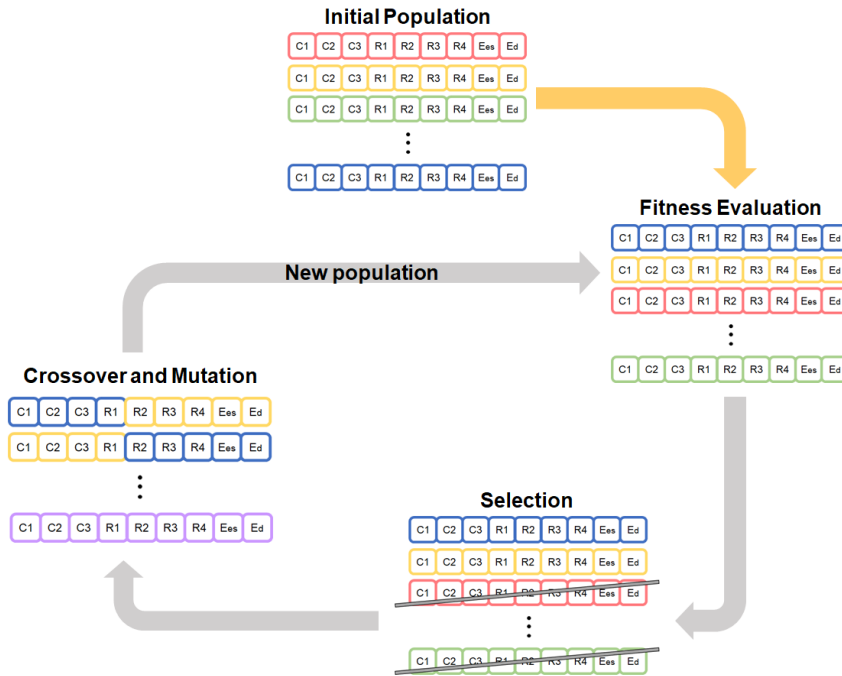 Initial Population
C1 C2 C3 R1 R2 R3 R4 Ees Ed
C1 C2 C3 R1 R2 R3 R4 Ees Ed
C1 C2 C3 R1 R2 R3 R4 Ees Ed
C1 C2 C3 R1 R2 R3 R4 Ees Ed
Fitness Evaluation
C1 C2 C3 R1 R2 R3 R4 Ees Ed
C1 C2 C3 R1 R2 R3 R4 Ees Ed
C1 C2 C3 R1 R2 R3 R4 Ees Ed
C1 C2 C3 R1 R2 R3 R4 Ees Ed
New population
Crossover and Mutation
C1 C2 C3 R1 R2 R3 R4 Ees Ed
C1 C2 C3 R1 R2 R3 R4 Ees Ed
C1 C2 C3 R1 R2 R3 R4 Ees Ed
Selection
C1 C2 C3 R1 R2 R3 R4 Ees Ed
C1 C2 C3 R1 R2 R3 R4 Ees Ed
C1 C2 C3 R1 R2 R3 R4 Ees Ed
C1 C2 C3 R1 R2 R3 R4 Ees Ed